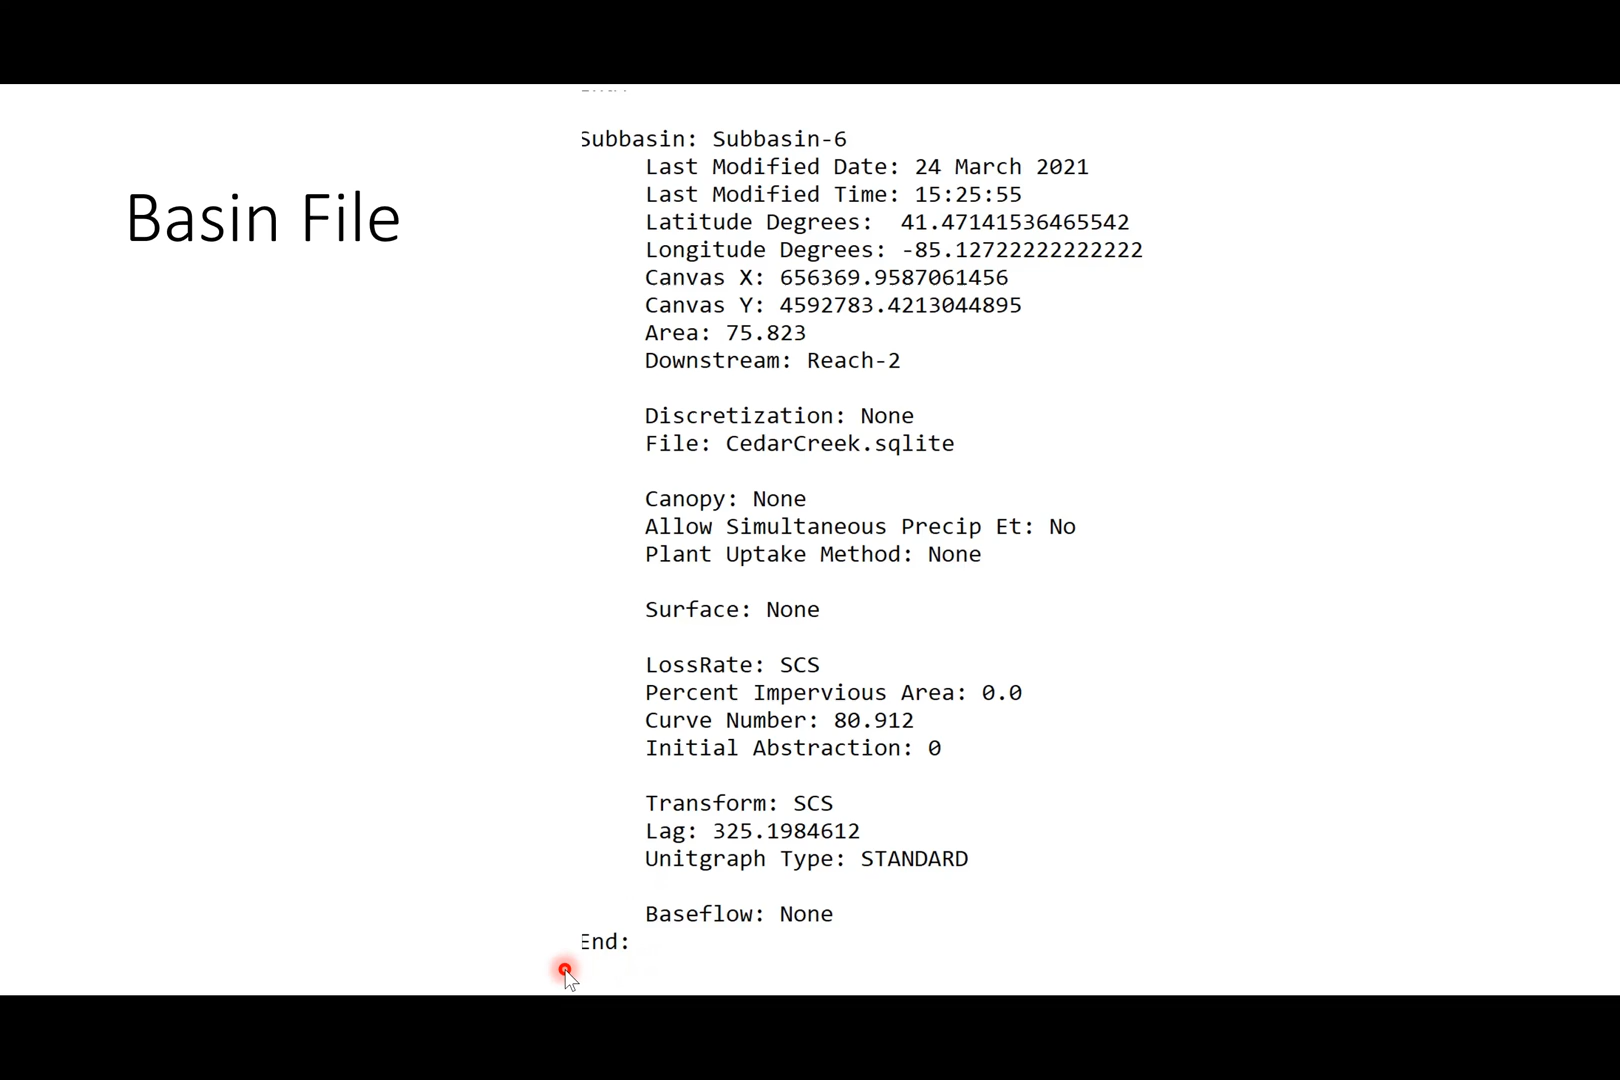 Basin File
Subbasin: Subbasin-6
Last Modified Date: 24 March 2021
Last Modified Time: 15:25:55
Latitude Degrees: 41.47141536465542
Longitude Degrees: -85.12722222222222
Canvas X: 656369.9587061456
Canvas Y: 4592783.4213044895
Area: 75.823
Downstream: Reach-2
Discretization: None
File: CedarCreek.sqlite
Canopy: None
Allow Simultaneous Precip Et: No
Plant Uptake Method: None
Surface: None
LossRate: SCS
Percent Impervious Area: 0.0
Curve Number: 80.912
Initial Abstraction: 0
Transform: SCS
Lag: 325.1984612
Unitgraph Type: STANDARD
Baseflow: None
End: